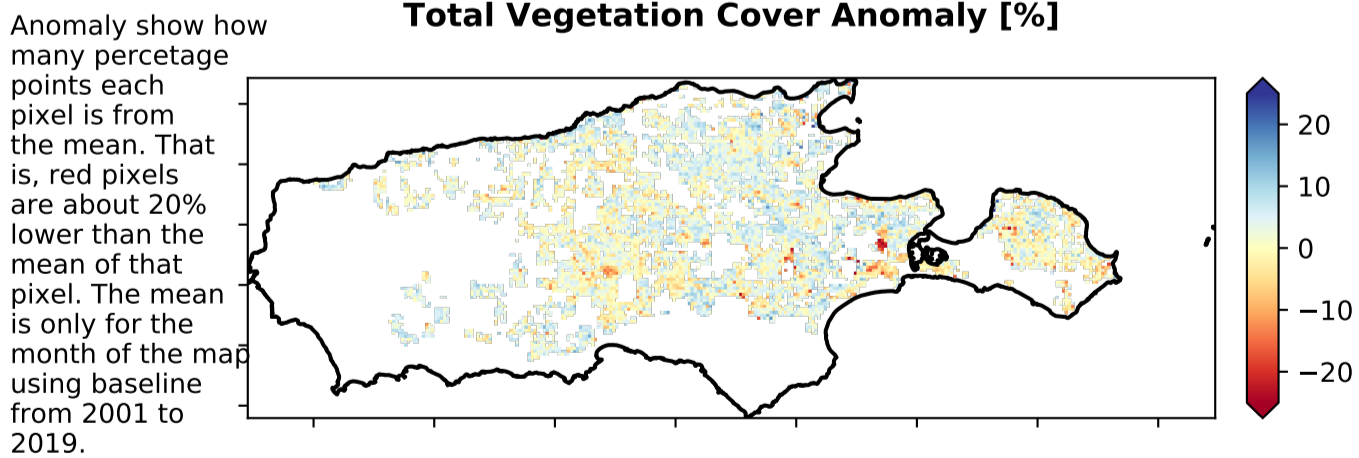 Total Vegetation Cover Anomaly [%]
Anomaly show how
many percetage
points each
pixel is from
the mean. That
is, red pixels
are about 20%
lower than the
mean of that
pixel. The mean
is only for the
month of the map
using baseline
from 2001 to
2019.
20
10
0
−10
−20